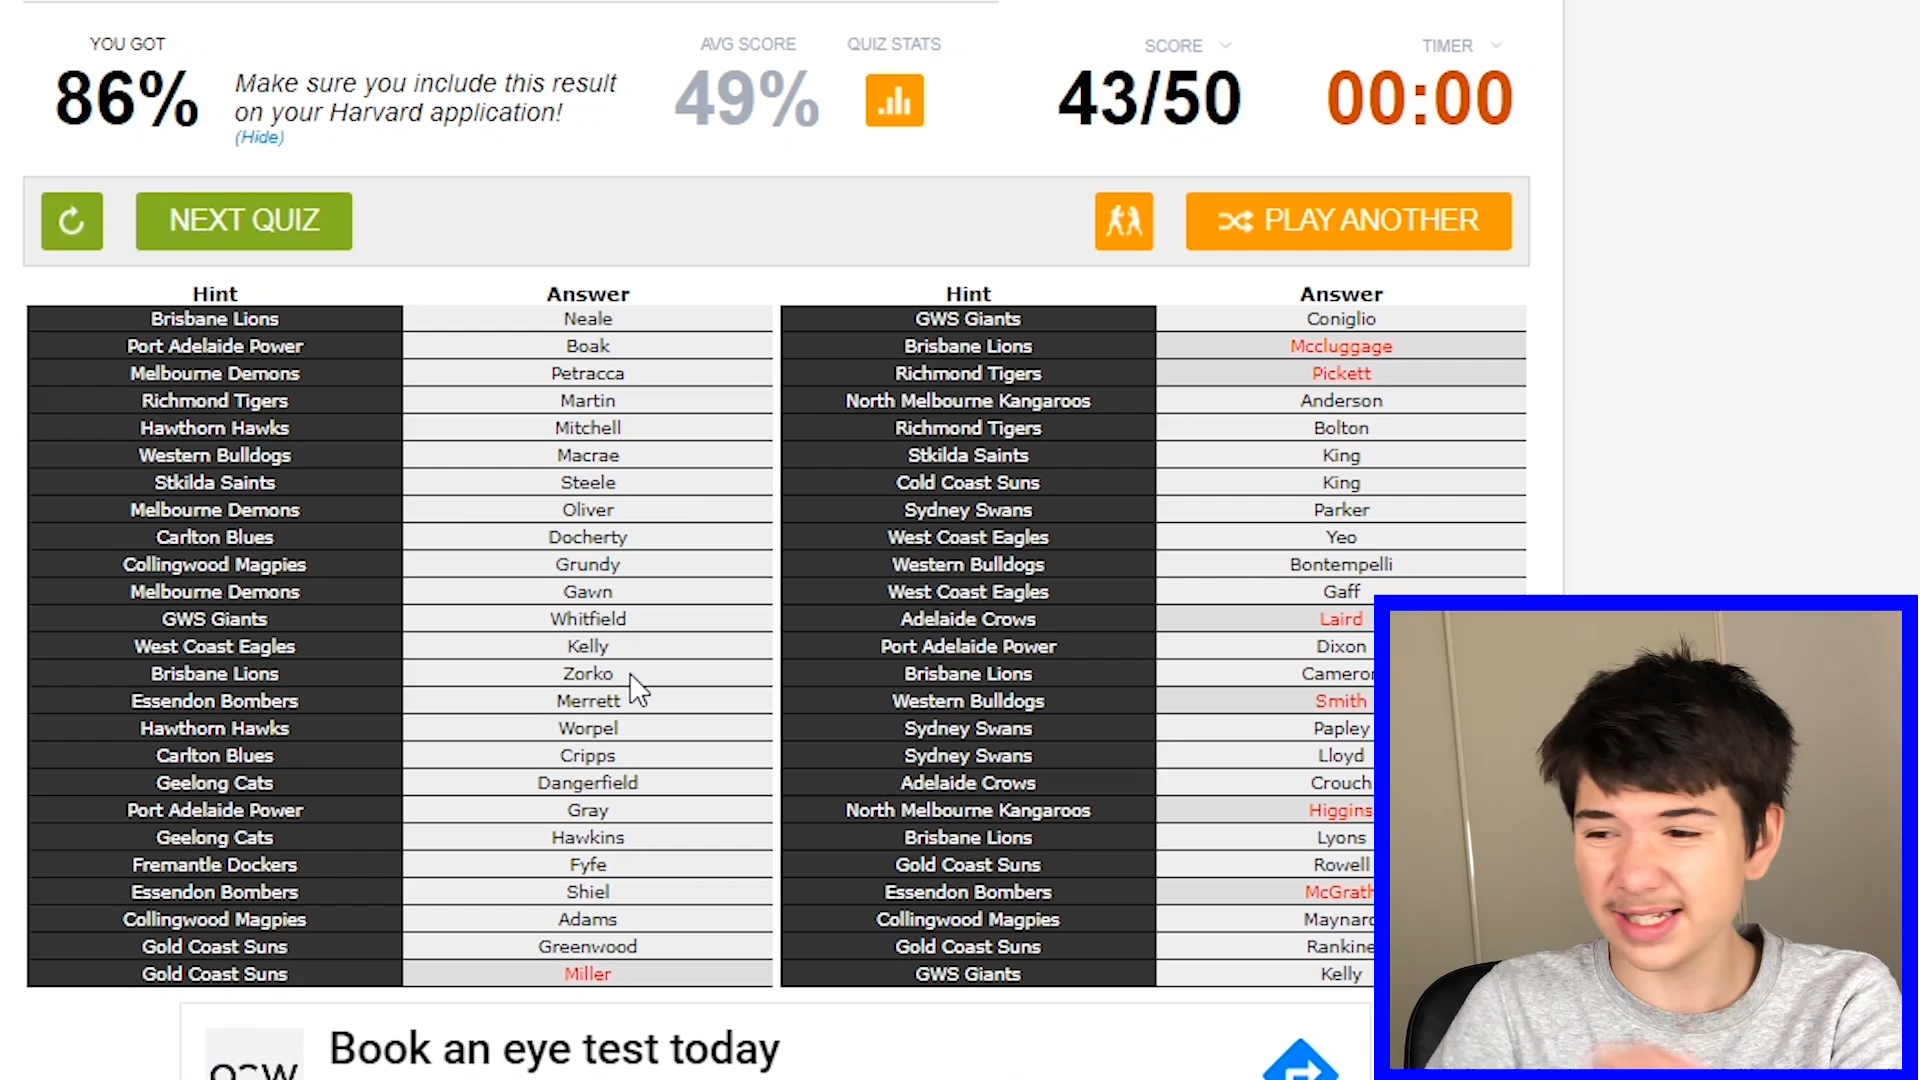 YOU GOT
86%
Make sure you include this result
on your Harvard application!
(Hide)
AVG SCORE
49%
QUIZ STATS
SCORE
43/50
TIMER
00:00
NEXT QUIZ
PLAY ANOTHER
Hint Answer
Brisbane Lions Neale
Port Adelaide Power Boak
Melbourne Demons Petracca
Richmond Tigers Martin
Hawthorn Hawks Mitchell
Western Bulldogs Macrae
Stkilda Saints Steele
Melbourne Demons Oliver
Carlton Blues Docherty
Collingwood Magpies Grundy
Melbourne Demons Gawn
GWS Giants Whitfield
West Coast Eagles Kelly
Brisbane Lions Zorko
Essendon Bombers Merrett
Hawthorn Hawks Worpel
Carlton Blues Cripps
Geelong Cats Dangerfield
Port Adelaide Power Gray
Geelong Cats Hawkins
Fremantle Dockers Fyfe
Essendon Bombers Shiel
Collingwood Magpies Adams
Gold Coast Suns Greenwood
Gold Coast Suns Miller
Hint Answer
GWS Giants Coniglio
Brisbane Lions Mccluggage
Richmond Tigers Pickett
North Melbourne Kangaroos Anderson
Richmond Tigers Bolton
Stkilda Saints King
Cold Coast Suns King
Sydney Swans Parker
West Coast Eagles Yeo
Western Bulldogs Bontempelli
West Coast Eagles Gaff
Adelaide Crows Laird
Port Adelaide Power Dixon
Brisbane Lions Cameron
Western Bulldogs Smith
Sydney Swans Papley
Sydney Swans Lloyd
Adelaide Crows Crouch
North Melbourne Kangaroos Higgins
Brisbane Lions Lyons
Gold Coast Suns Rowell
Essendon Bombers McGrath
Collingwood Magpies Maynard
Gold Coast Suns Rankine
GWS Giants Kelly
Book an eye test today